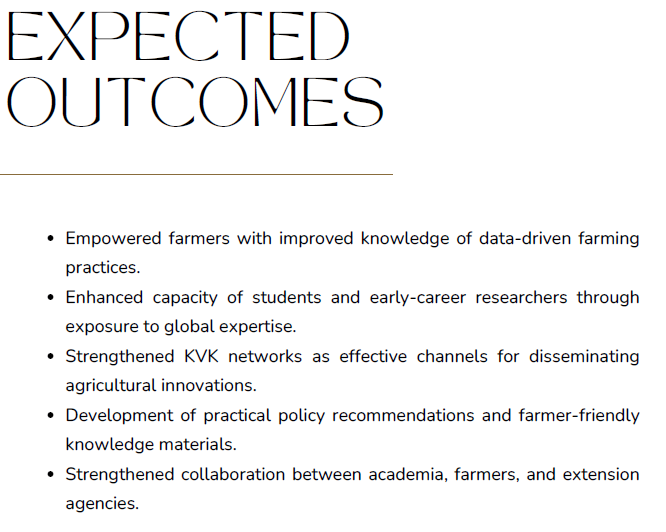 EXPECTED
OUTCOMES
• Empowered farmers with improved knowledge of data-driven farming
practices.
• Enhanced capacity of students and early-career researchers through
exposure to global expertise.
• Strengthened KVK networks as effective channels for disseminating
agricultural innovations.
• Development of practical policy recommendations and farmer-friendly
knowledge materials.
• Strengthened collaboration between academia, farmers, and extension
agencies.